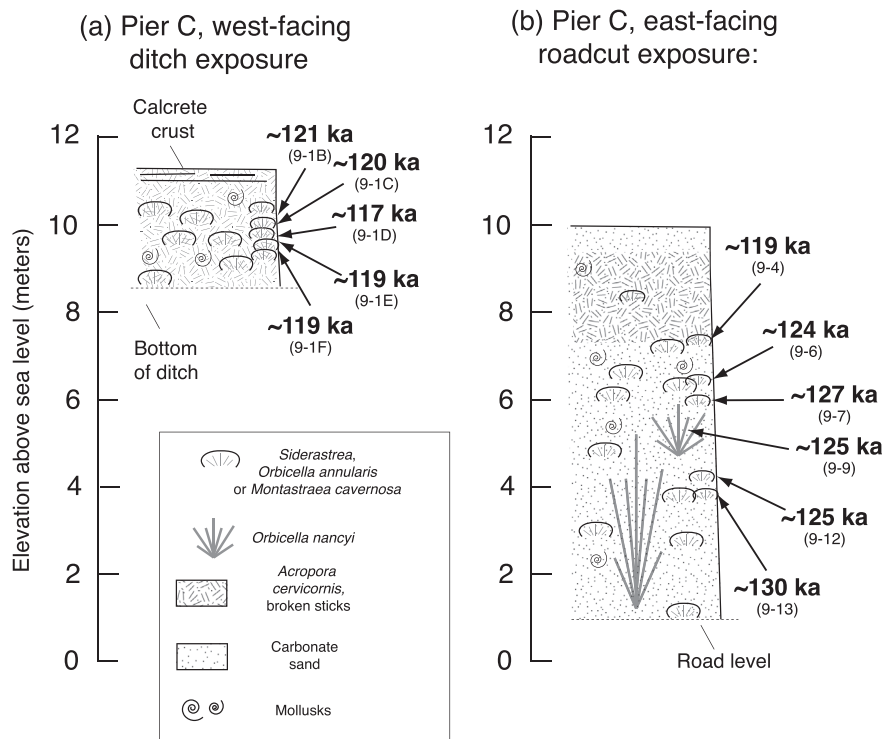 (a) Pier C, west-facing
ditch exposure
(b) Pier C, east-facing
roadcut exposure:
Elevation above sea level (meters)
12
10
8
6
4
2
0
Calcrete
crust
~121 ka
(9-1B)
~120 ka
(9-1C)
~117 ka
(9-1D)
~119 ka
(9-1E)
~119 ka
(9-1F)
Bottom
of ditch
Siderastrea,
Orbicella annularis
or Montastraea cavernosa
Orbicella nancyi
Acropora
cervicornis,
broken sticks
Carbonate
sand
Mollusks
12
10
8
6
4
2
0
~119 ka
(9-4)
~124 ka
(9-6)
~127 ka
(9-7)
~125 ka
(9-9)
~125 ka
(9-12)
~130 ka
(9-13)
Road level